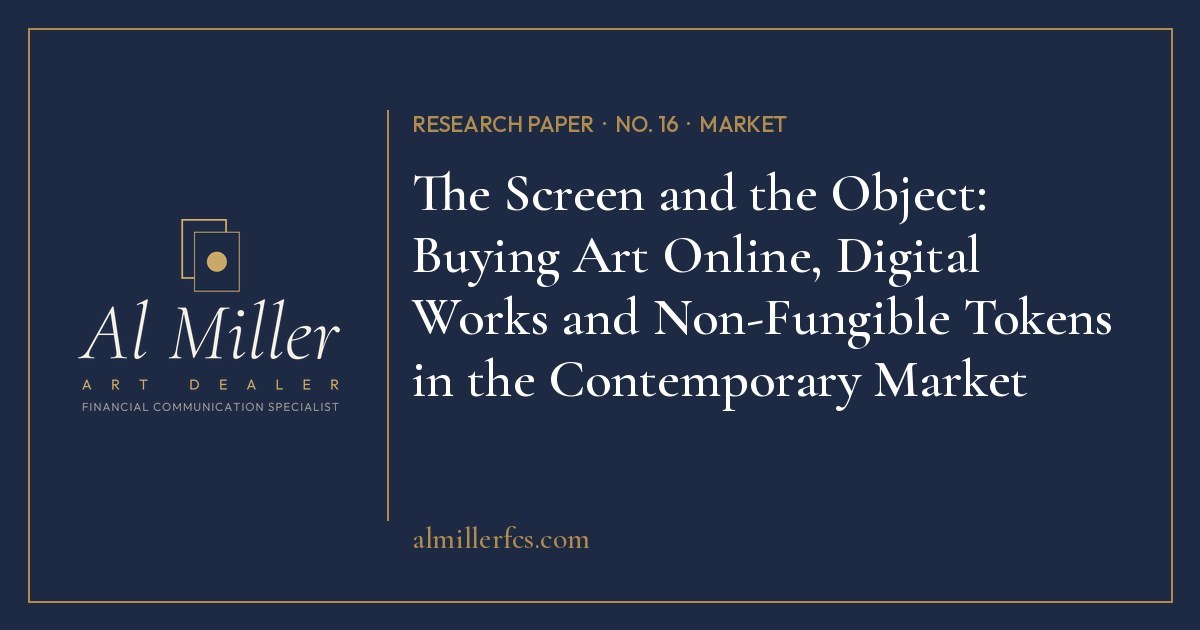 Al Miller
ART DEALER
FINANCIAL COMMUNICATION SPECIALIST
RESEARCH PAPER · NO. 16 · MARKET
The Screen and the Object:
Buying Art Online, Digital
Works and Non-Fungible Tokens
in the Contemporary Market
almillerfcs.com